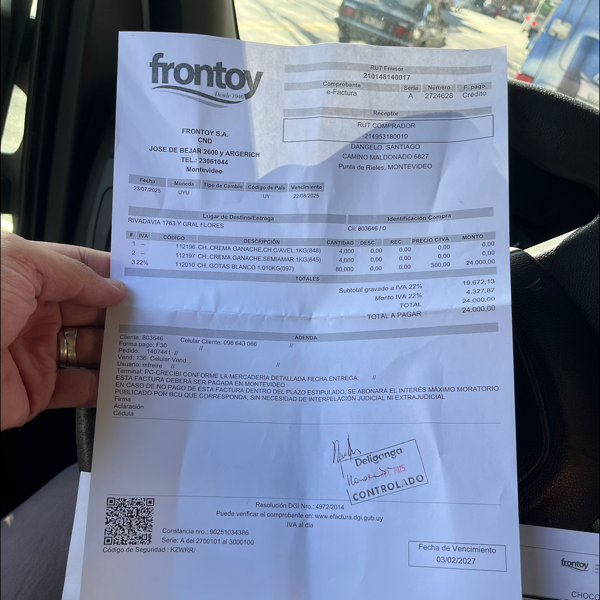 frontoy
Desde 1946
RUT Emisor
210148140017
Comprobante Serie Número F. pago
e-Factura A 2724628 Crédito
Receptor
RUT COMPRADOR
214953180010
DANGELO, SANTIAGO
CAMINO MALDONADO 6827
Punta de Rieles, MONTEVIDEO
FRONTOY S.A.
CND
JOSE DE BEJAR 2600 y ARGERICH
TEL.: 23061044
Montevideo
Fecha Moneda Tipo de Cambio Código de País Vencimiento
23/07/2025 UYU UY 22/08/2025
Lugar de Destino/Entrega Identificación Compra
RIVADAVIA 1763 Y GRAL FLORES CI: 803646 / 0
# IVA CÓDIGO DESCRIPCIÓN CANTIDAD DESC. REC. PRECIO C/IVA MONTO
1 -- 112196 CH..CREMA GANACHE.CH.C/AVEL.1KG(848) 4,000 0,00 0,00 0,00 0,00
2 -- 112197 CH..CREMA GANACHE.SEMIAMAR.1KG(845) 4,000 0,00 0,00 0,00 0,00
3 22% 112010 CH..GOTAS BLANCO 1.010KG(097) 80,000 0,00 0,00 300,00 24.000,00
TOTALES
Subtotal gravado a IVA 22% 19.672,13
Monto IVA 22% 4.327,87
TOTAL 24.000,00
TOTAL A PAGAR 24.000,00
ADENDA
Cliente: 803646 Celular Cliente: 098 643 066 //
Forma pago: F30 //
Pedido: 1407441 //
Vend: 136 Celular Vend:.. //
Usuario: mfreire //
Terminal: PC-CRECIBI CONFORME LA MERCADERIA DETALLADA FECHA ENTREGA: //
ESTA FACTURA DEBERÁ SER PAGADA EN MONTEVIDEO
EN CASO DE NO PAGO DE ESTA FACTURA DENTRO DEL PLAZO ESTIPULADO, SE ABONARÁ EL INTERÉS MÁXIMO MORATORIO
PUBLICADO POR BCU QUE CORRESPONDA, SIN NECESIDAD DE INTERPELACIÓN JUDICIAL NI EXTRAJUDICIAL
Firma
Aclaración
Cédula
Deligonga
2025
CONTROLADO
Resolución DGI Nro.: 4972/2014
Puede verificar el comprobante en: www.efactura.dgi.gub.uy
IVA al día
Constancia nro.: 90251034386
Serie: A del 2700101 al 3000100
Código de Seguridad : KZWRRl
Fecha de Vencimiento
03/02/2027
frontoy
CHOCO